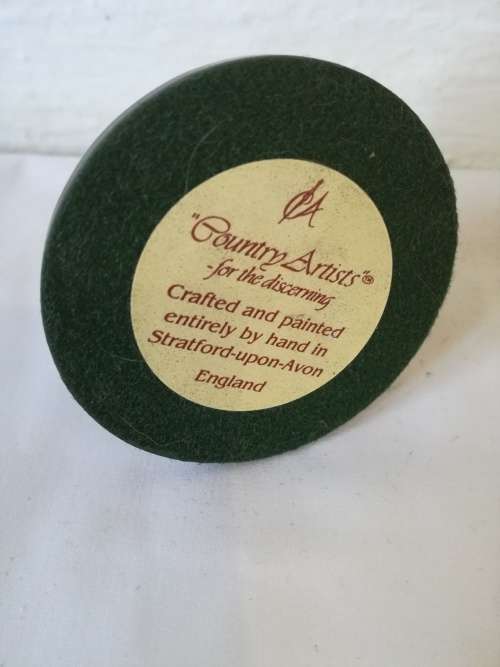 CA
"Country Artists"®
-for the discerning
Crafted and painted
entirely by hand in
Stratford-upon-Avon
England